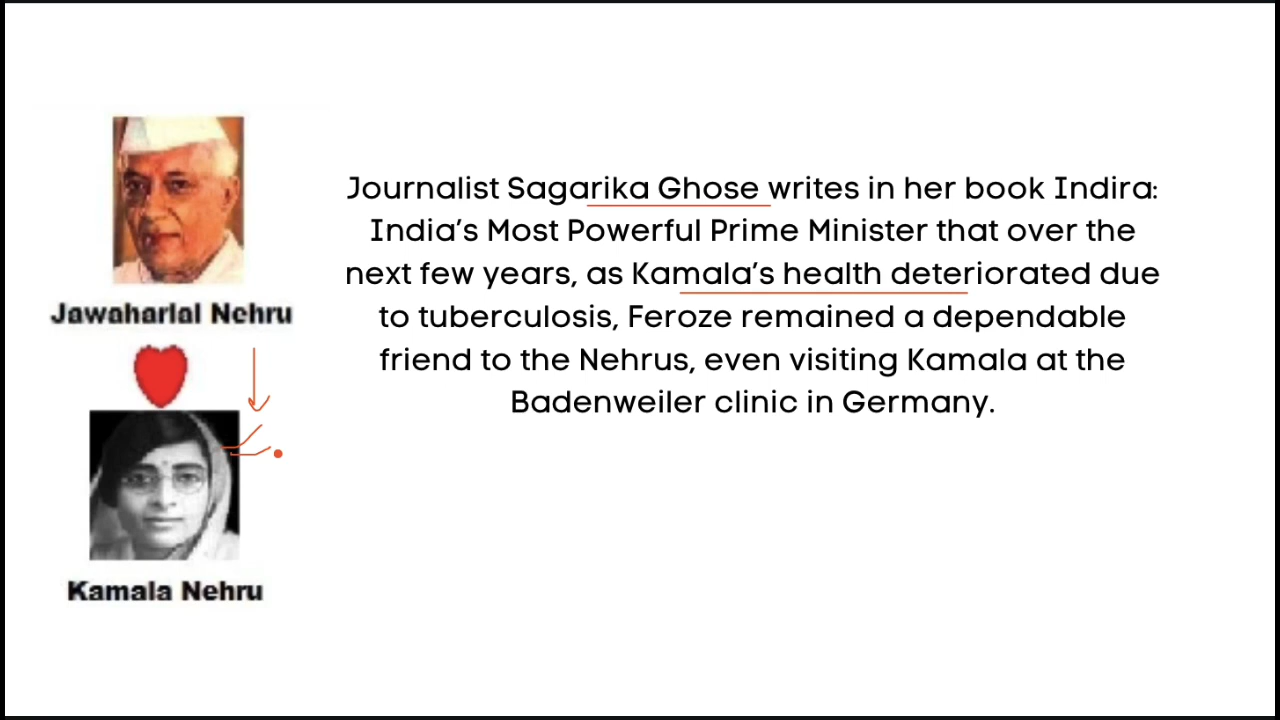 Jawaharlal Nehru
Kamala Nehru
Journalist Sagarika Ghose writes in her book Indira:
India's Most Powerful Prime Minister that over the
next few years, as Kamala's health deteriorated due
to tuberculosis, Feroze remained a dependable
friend to the Nehrus, even visiting Kamala at the
Badenweiler clinic in Germany.